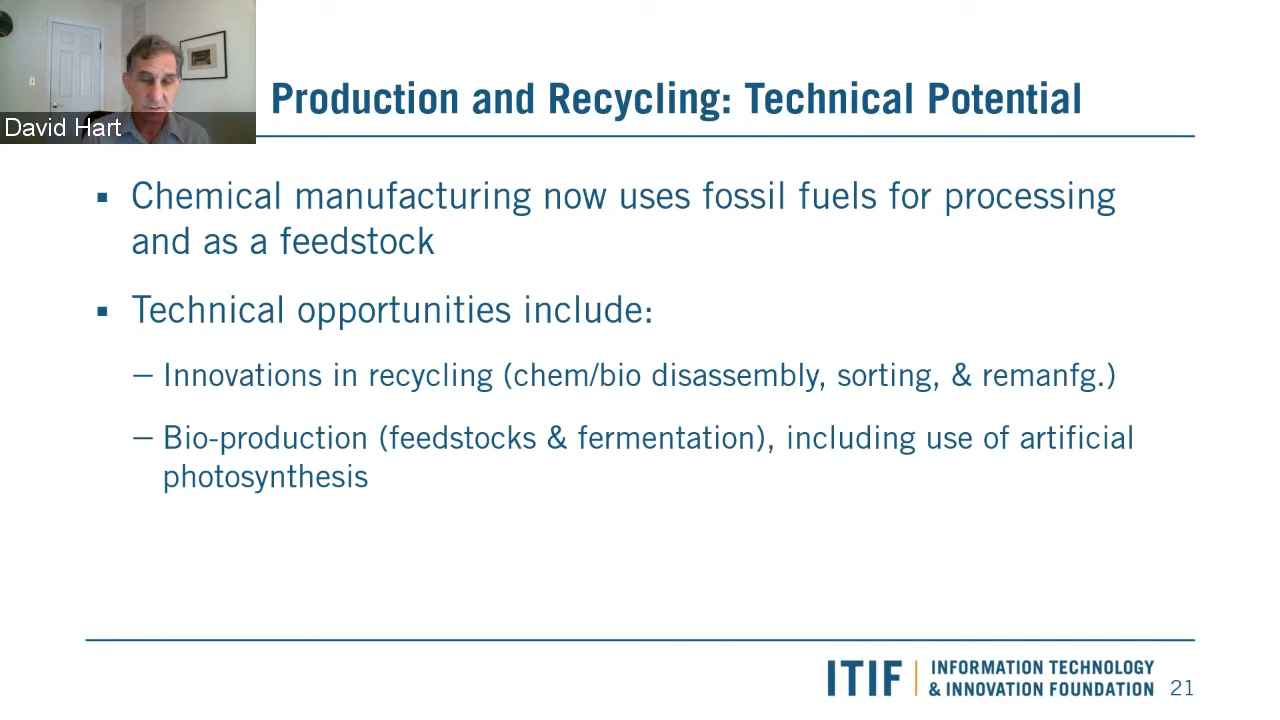 David Hart
Production and Recycling: Technical Potential
▪ Chemical manufacturing now uses fossil fuels for processing
and as a feedstock
▪ Technical opportunities include:
– Innovations in recycling (chem/bio disassembly, sorting, & remanfg.)
– Bio-production (feedstocks & fermentation), including use of artificial
photosynthesis
ITIF
INFORMATION TECHNOLOGY
& INNOVATION FOUNDATION
21